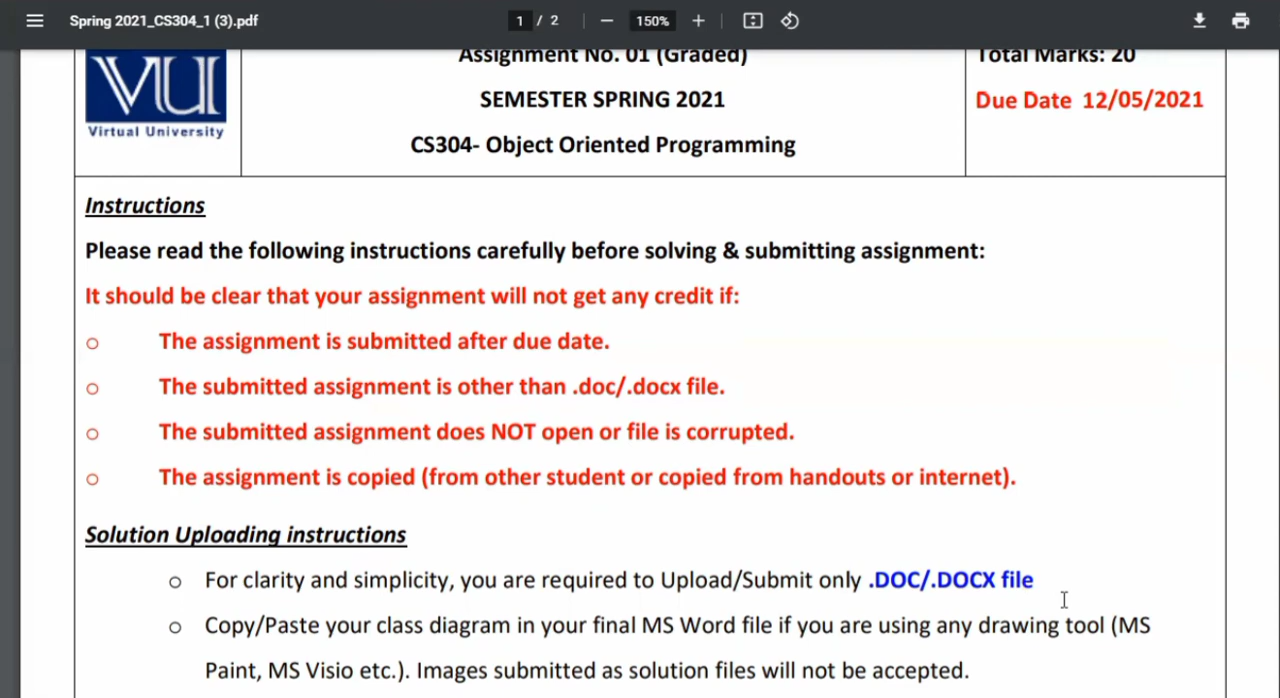 Spring 2021_CS304_1 (3).pdf
1 / 2
150%
VU
Virtual University
Assignment No. 01 (Graded)
SEMESTER SPRING 2021
CS304- Object Oriented Programming
Total Marks: 20
Due Date 12/05/2021
Instructions
Please read the following instructions carefully before solving & submitting assignment:
It should be clear that your assignment will not get any credit if:
o The assignment is submitted after due date.
o The submitted assignment is other than .doc/.docx file.
o The submitted assignment does NOT open or file is corrupted.
o The assignment is copied (from other student or copied from handouts or internet).
Solution Uploading instructions
o For clarity and simplicity, you are required to Upload/Submit only .DOC/.DOCX file
o Copy/Paste your class diagram in your final MS Word file if you are using any drawing tool (MS
Paint, MS Visio etc.). Images submitted as solution files will not be accepted.